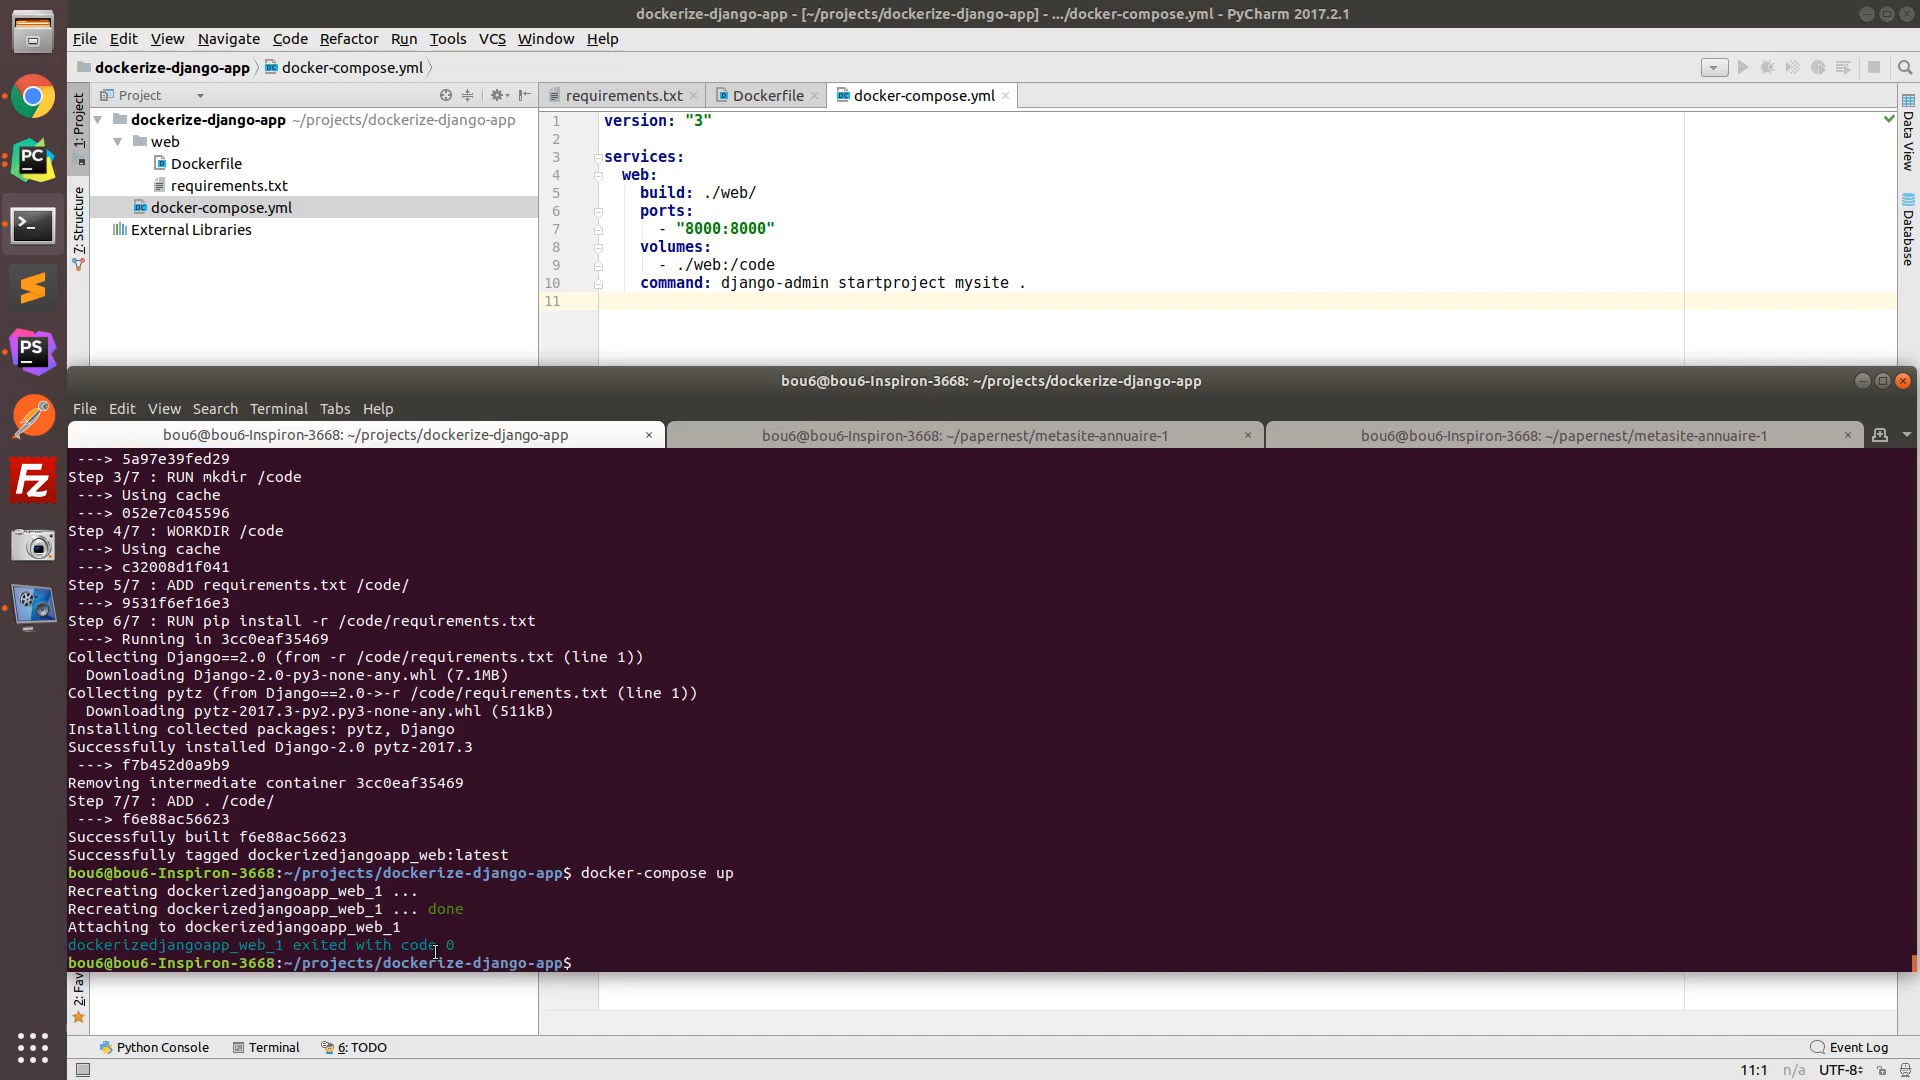 dockerize-django-app - [~/projects/dockerize-django-app] - .../docker-compose.yml - PyCharm 2017.2.1
File Edit View Navigate Code Refactor Run Tools VCS Window Help
dockerize-django-app docker-compose.yml
Project
requirements.txt Dockerfile docker-compose.yml
1: Project
7: Structure
dockerize-django-app ~/projects/dockerize-django-app
web
Dockerfile
requirements.txt
docker-compose.yml
External Libraries
1 version: "3"
2
3 services:
4 web:
5 build: ./web/
6 ports:
7 - "8000:8000"
8 volumes:
9 - ./web:/code
10 command: django-admin startproject mysite .
11
Data View
Database
PC
PS
Fz
bou6@bou6-Inspiron-3668: ~/projects/dockerize-django-app
File Edit View Search Terminal Tabs Help
bou6@bou6-Inspiron-3668: ~/projects/dockerize-django-app × bou6@bou6-Inspiron-3668: ~/papernest/metasite-annuaire-1 × bou6@bou6-Inspiron-3668: ~/papernest/metasite-annuaire-1 ×
---> 5a97e39fed29
Step 3/7 : RUN mkdir /code
---> Using cache
---> 052e7c045596
Step 4/7 : WORKDIR /code
---> Using cache
---> c32008d1f041
Step 5/7 : ADD requirements.txt /code/
---> 9531f6ef16e3
Step 6/7 : RUN pip install -r /code/requirements.txt
---> Running in 3cc0eaf35469
Collecting Django==2.0 (from -r /code/requirements.txt (line 1))
Downloading Django-2.0-py3-none-any.whl (7.1MB)
Collecting pytz (from Django==2.0->-r /code/requirements.txt (line 1))
Downloading pytz-2017.3-py2.py3-none-any.whl (511kB)
Installing collected packages: pytz, Django
Successfully installed Django-2.0 pytz-2017.3
---> f7b452d0a9b9
Removing intermediate container 3cc0eaf35469
Step 7/7 : ADD . /code/
---> f6e88ac56623
Successfully built f6e88ac56623
Successfully tagged dockerizedjangoapp_web:latest
bou6@bou6-Inspiron-3668:~/projects/dockerize-django-app$ docker-compose up
Recreating dockerizedjangoapp_web_1 ...
Recreating dockerizedjangoapp_web_1 ... done
Attaching to dockerizedjangoapp_web_1
dockerizedjangoapp_web_1 exited with code 0
bou6@bou6-Inspiron-3668:~/projects/dockerize-django-app$
2: Fav
Python Console Terminal 6: TODO Event Log
11:1 n/a UTF-8